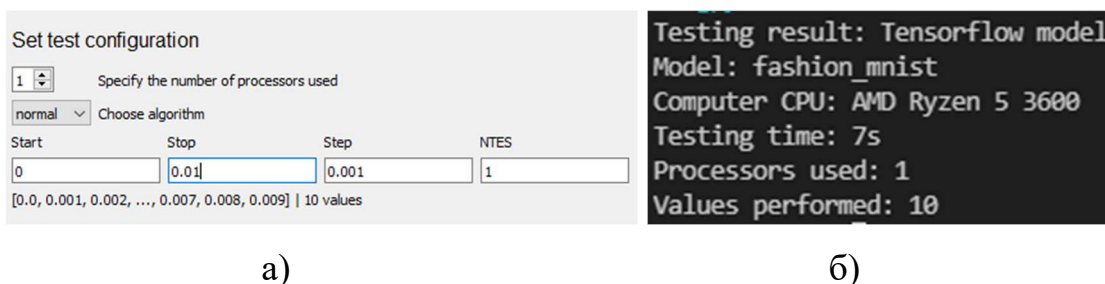 Set test configuration
1 Specify the number of processors used
normal Choose algorithm
Start Stop Step NTES
0 0.01 0.001 1
[0.0, 0.001, 0.002, ..., 0.007, 0.008, 0.009] | 10 values
Testing result: Tensorflow model
Model: fashion_mnist
Computer CPU: AMD Ryzen 5 3600
Testing time: 7s
Processors used: 1
Values performed: 10
а) б)